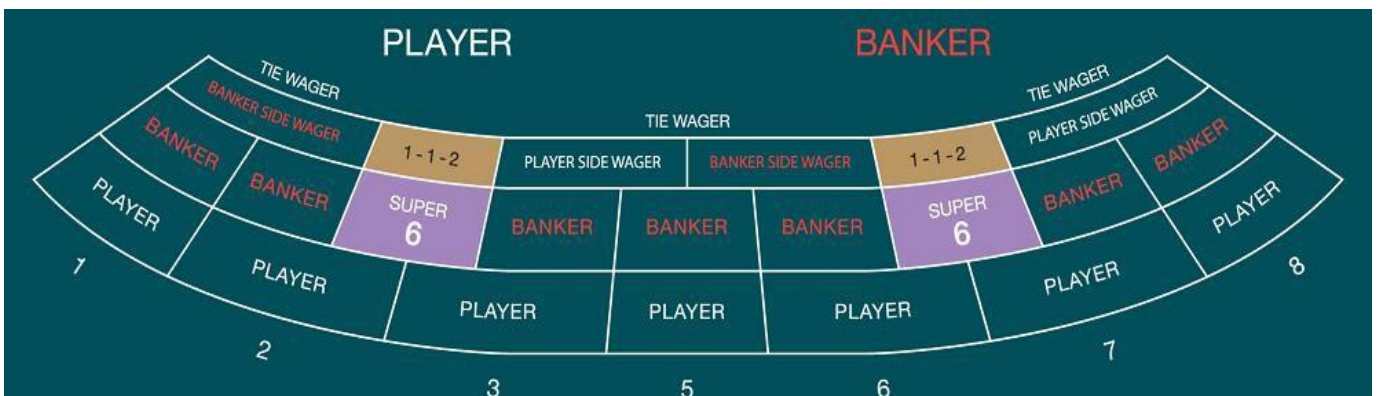 PLAYER
BANKER
TIE WAGER
TIE WAGER
TIE WAGER
BANKER SIDE WAGER
1-1-2
PLAYER SIDE WAGER
BANKER SIDE WAGER
1-1-2
PLAYER SIDE WAGER
BANKER
BANKER
SUPER
6
BANKER
BANKER
BANKER
SUPER
6
BANKER
BANKER
PLAYER
PLAYER
PLAYER
PLAYER
PLAYER
PLAYER
PLAYER
1
2
3
5
6
7
8